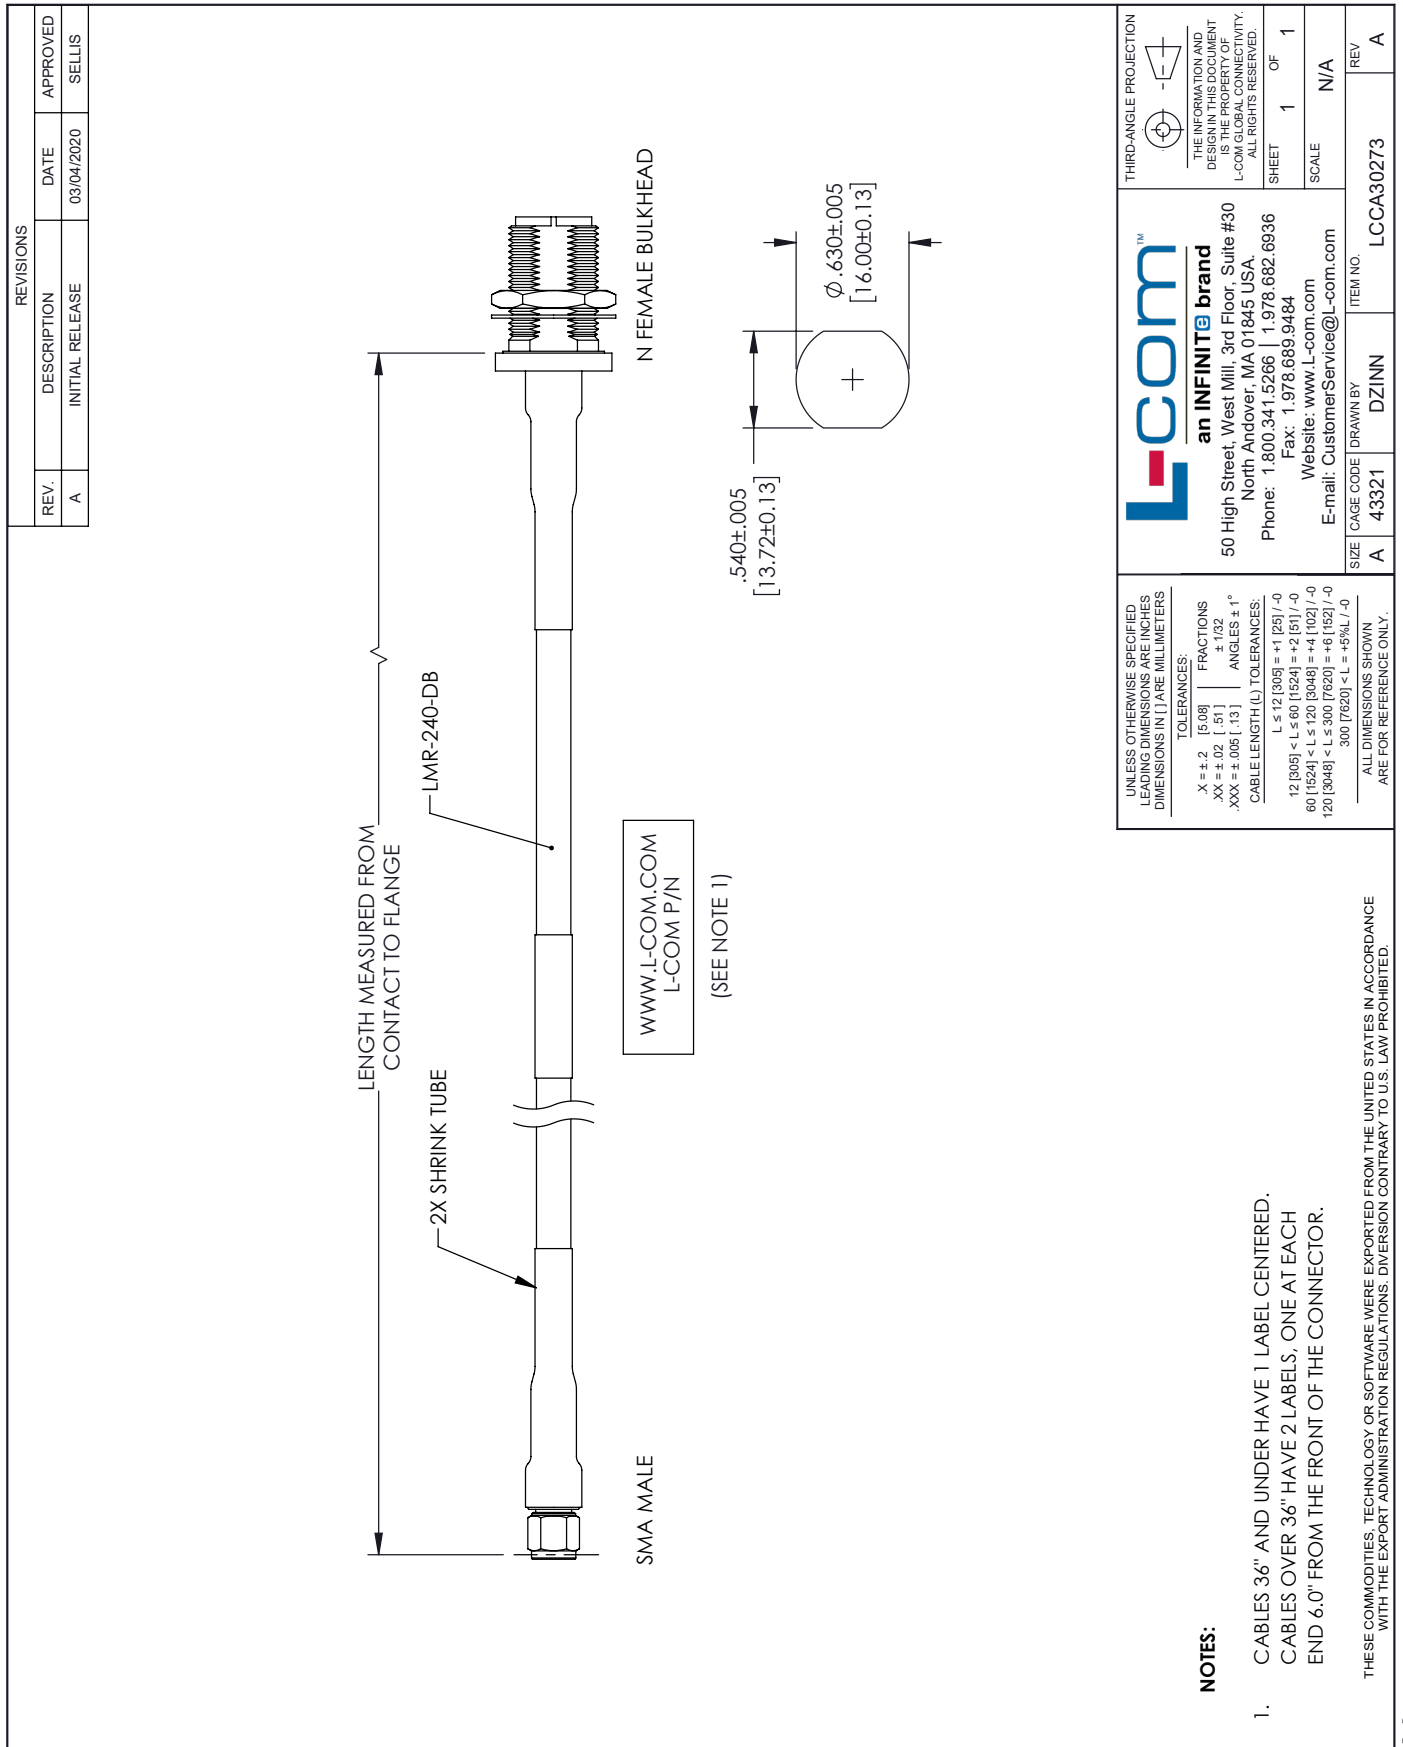 REVISIONS
REV. DESCRIPTION DATE APPROVED
A INITIAL RELEASE 03/04/2020 SELLIS
LENGTH MEASURED FROM
CONTACT TO FLANGE
2X SHRINK TUBE
LMR-240-DB
SMA MALE
N FEMALE BULKHEAD
WWW.L-COM.COM
L-COM P/N
(SEE NOTE 1)
.540±.005
[13.72±0.13]
Ø.630±.005
[16.00±0.13]
NOTES:
1. CABLES 36" AND UNDER HAVE 1 LABEL CENTERED.
CABLES OVER 36" HAVE 2 LABELS, ONE AT EACH
END 6.0" FROM THE FRONT OF THE CONNECTOR.
THESE COMMODITIES, TECHNOLOGY OR SOFTWARE WERE EXPORTED FROM THE UNITED STATES IN ACCORDANCE
WITH THE EXPORT ADMINISTRATION REGULATIONS. DIVERSION CONTRARY TO U.S. LAW PROHIBITED.
UNLESS OTHERWISE SPECIFIED
LEADING DIMENSIONS ARE INCHES
DIMENSIONS IN [ ] ARE MILLIMETERS
TOLERANCES:
.X = ±.2 [5.08] FRACTIONS
.XX = ±.02 [.51] ± 1/32
.XXX = ±.005 [.13] ANGLES ± 1°
CABLE LENGTH (L) TOLERANCES:
L ≤ 12 [305] = +1 [25] / -0
12 [305] < L ≤ 60 [1524] = +2 [51] / -0
60 [1524] < L ≤ 120 [3048] = +4 [102] / -0
120 [3048] < L ≤ 300 [7620] = +6 [152] / -0
300 [7620] < L = +5%L / -0
ALL DIMENSIONS SHOWN
ARE FOR REFERENCE ONLY.
L-com™
an INFINITe brand
50 High Street, West Mill, 3rd Floor, Suite #30
North Andover, MA 01845 USA.
Phone: 1.800.341.5266 | 1.978.682.6936
Fax: 1.978.689.9484
Website: www.L-com.com
E-mail: CustomerService@L-com.com
THIRD-ANGLE PROJECTION
THE INFORMATION AND
DESIGN IN THIS DOCUMENT
IS THE PROPERTY OF
L-COM GLOBAL CONNECTIVITY.
ALL RIGHTS RESERVED.
SHEET 1 OF 1
SCALE N/A
SIZE A
CAGE CODE 43321
DRAWN BY DZINN
ITEM NO. LCCA30273
REV A